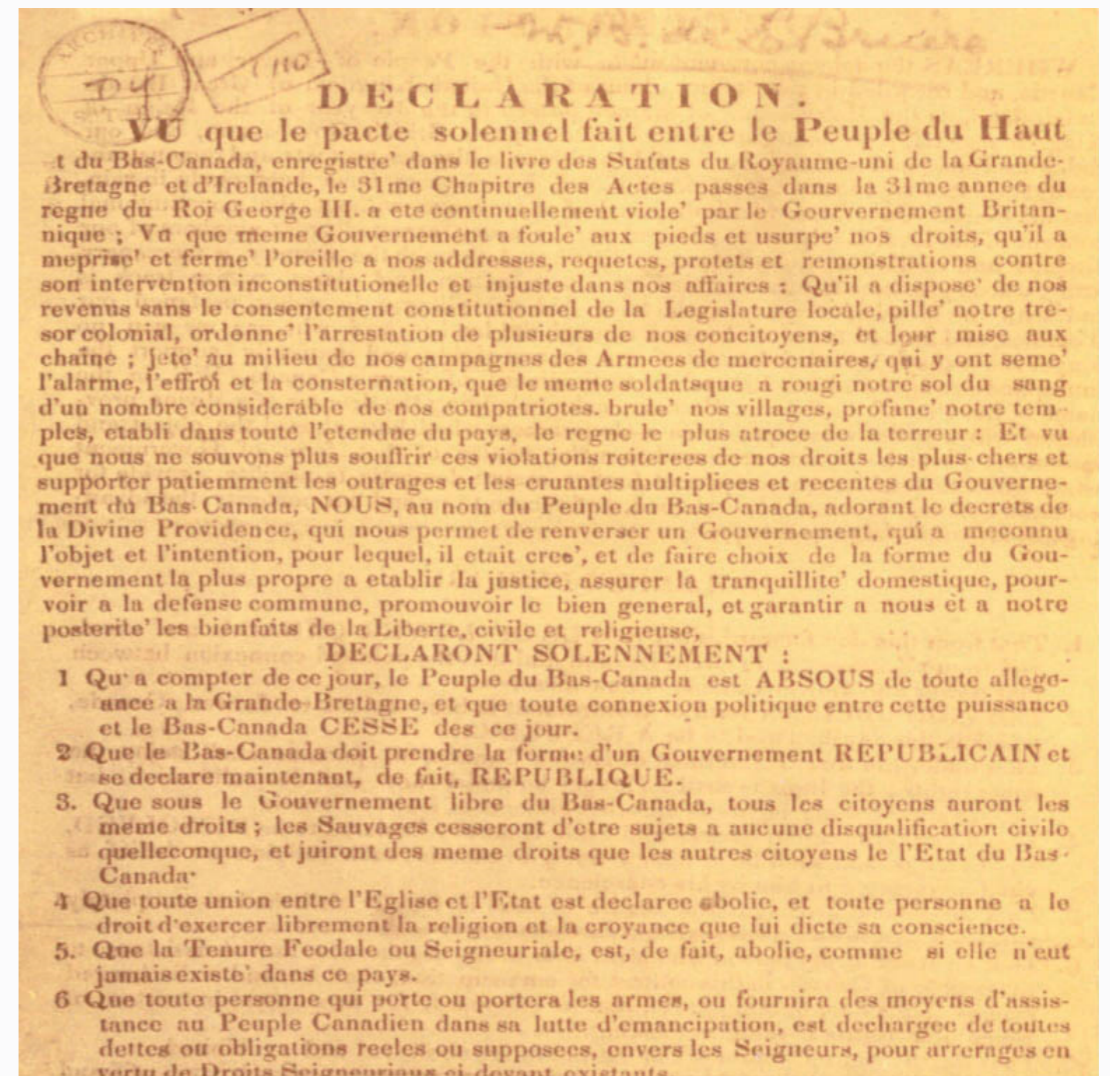 ARCHIVES
DECLARATION.
VU que le pacte solennel fait entre le Peuple du Haut
t du Bas-Canada, enregistre' dans le livre des Statuts du Royaume-uni de la Grande-
Bretagne et d'Irelande, le 31me Chapitre des Actes passes dans la 31me annee du
regne du Roi George III. a ete continuellement viole' par le Gourvernement Britan-
nique ; Vu que meme Gouvernement a foule' aux pieds et usurpe' nos droits, qu'il a
meprise' et ferme' l'oreille a nos addresses, requetes, protets et remonstrations contre
son intervention inconstitutionelle et injuste dans nos affaires : Qu'il a dispose' de nos
revenus sans le consentement constitutionnel de la Legislature locale, pille' notre tre-
sor colonial, ordonne' l'arrestation de plusieurs de nos concitoyens, et leur mise aux
chaine ; jete' au milieu de nos campagnes des Armees de mercenaires, qui y ont seme'
l'alarme, l'effroi et la consternation, que le meme soldatsque a rougi notre sol du sang
d'un nombre considerable de nos compatriotes. brule' nos villages, profane' notre tem-
ples, etabli dans toute l'etendne du pays, le regne le plus atroce de la terreur : Et vu
que nous ne souvons plus souffrir ces violations reiterees de nos droits les plus-chers et
supporter patiemment les outrages et les cruantes multipliees et recentes du Gouverne-
ment du Bas-Canada, NOUS, au nom du Peuple du Bas-Canada, adorant le decrets de
la Divine Providence, qui nous permet de renverser un Gouvernement, qui a meconnu
l'objet et l'intention, pour lequel, il etait cree', et de faire choix de la forme du Gou-
vernement la plus propre a etablir la justice, assurer la tranquillite' domestique, pour-
voir a la defense commune, promouvoir le bien general, et garantir a nous et a notre
posterite' les bienfaits de la Liberte, civile et religieuse,
DECLARONT SOLENNEMENT :
1 Qu' a compter de ce jour, le Peuple du Bas-Canada est ABSOUS de toute allege-
ance a la Grande-Bretagne, et que toute connexion politique entre cette puissance
et le Bas-Canada CESSE des ce jour.
2 Que le Bas-Canada doit prendre la forme d'un Gouvernement REPUBLICAIN et
se declare maintenant, de fait, REPUBLIQUE.
3. Que sous le Gouvernement libre du Bas-Canada, tous les citoyens auront les
meme droits ; les Sauvages cesseront d'etre sujets a aucune disqualification civile
quelleconque, et juiront des meme droits que les autres citoyens le l'Etat du Bas-
Canada·
4 Que toute union entre l'Eglise et l'Etat est declaree abolie, et toute personne a le
droit d'exercer librement la religion et la croyance que lui dicte sa conscience.
5. Que la Tenure Feodale ou Seigneuriale, est, de fait, abolie, comme si elle n'eut
jamais existe' dans ce pays.
6 Que toute personne qui porte ou portera les armes, ou fournira des moyens d'assis-
tance au Peuple Canadien dans sa lutte d'emancipation, est dechargee de toutes
dettes ou obligations reeles ou supposees, envers les Seigneurs, pour arrerages en
vertu de Droits Seigneuriaux ci-devant existants